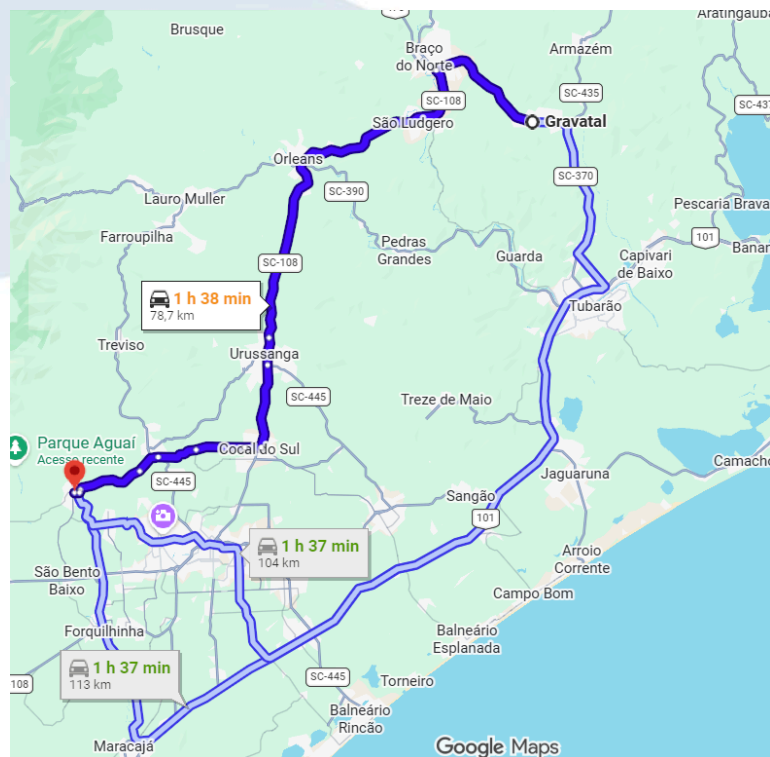 Brusque
Aratingauba
Braço
do Norte
Armazém
SC-435
SC-108
São Ludgero
Gravatal
SC-437
Orleans
SC-370
SC-390
Lauro Muller
Pescaria Brava
Farroupilha
Pedras
Grandes
Guarda
101
Capivari
de Baixo
SC-108
1 h 38 min
78,7 km
Tubarão
Treviso
Urussanga
SC-445
Treze de Maio
Parque Aguaí
Acesso recente
Cocal do Sul
SC-445
Jaguaruna
Camacho
Sangão
101
1 h 37 min
104 km
Arroio
Corrente
São Bento
Baixo
Campo Bom
Forquilhinha
Balneário
Esplanada
1 h 37 min
113 km
SC-445
Torneiro
108
Balneário
Rincão
Maracajá
Google Maps